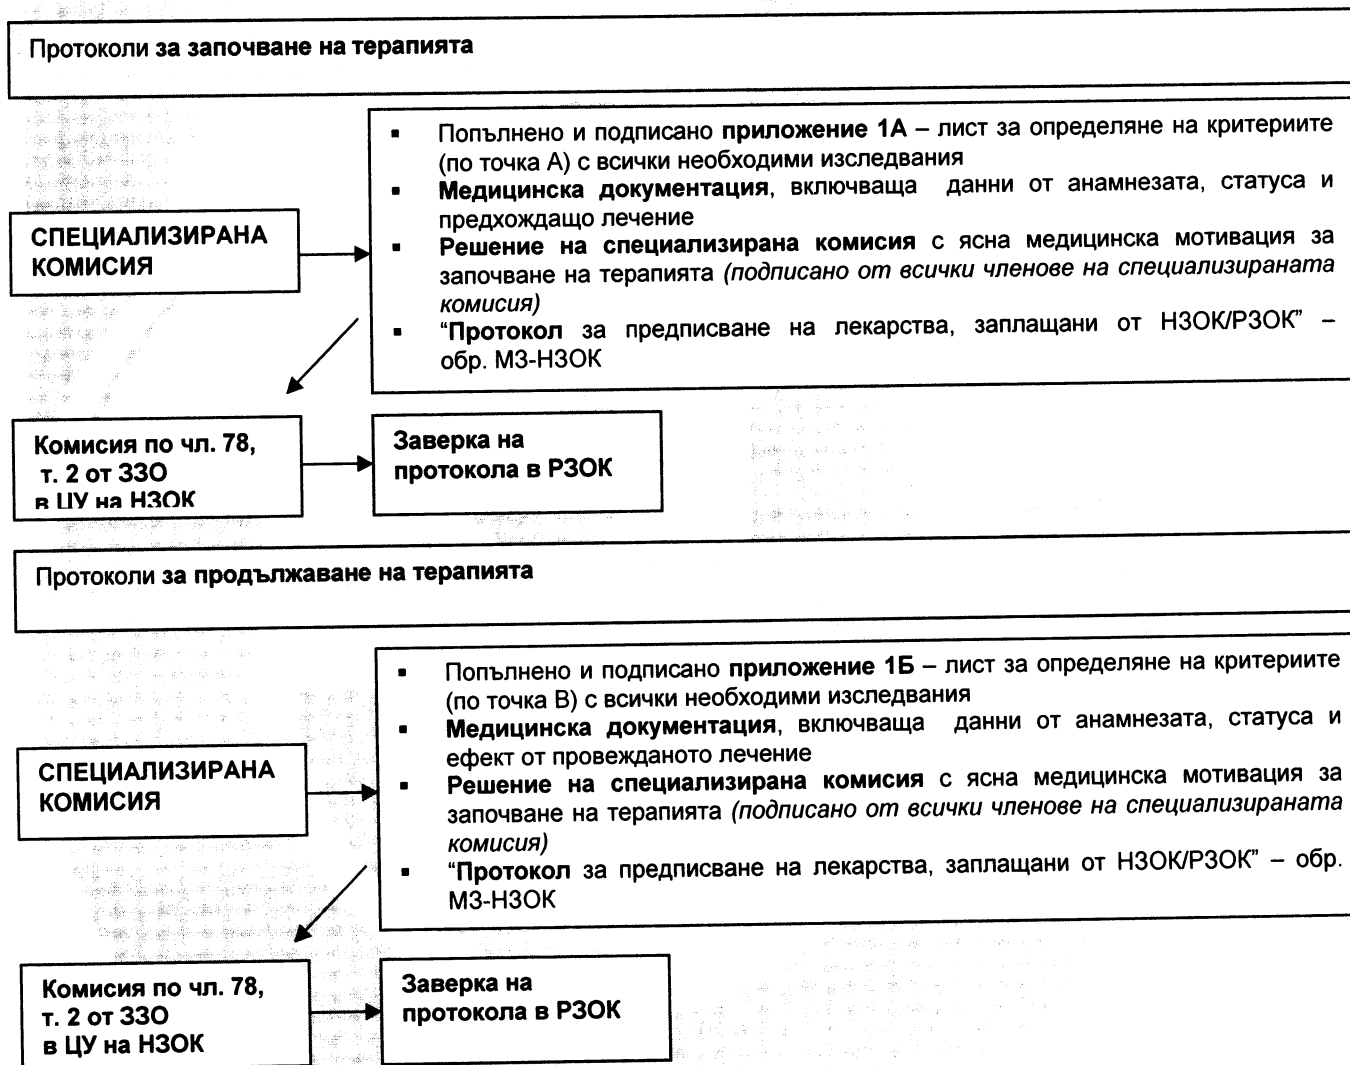 Протоколи за започване на терапията
▪ Попълнено и подписано приложение 1А – лист за определяне на критериите
(по точка А) с всички необходими изследвания
▪ Медицинска документация, включваща данни от анамнезата, статуса и
предхождащо лечение
▪ Решение на специализирана комисия с ясна медицинска мотивация за
започване на терапията (подписано от всички членове на специализираната
комисия)
▪ “Протокол за предписване на лекарства, заплащани от НЗОК/РЗОК” –
обр. МЗ-НЗОК
СПЕЦИАЛИЗИРАНА
КОМИСИЯ
Комисия по чл. 78,
т. 2 от ЗЗО
в ЦУ на НЗОК
Заверка на
протокола в РЗОК
Протоколи за продължаване на терапията
▪ Попълнено и подписано приложение 1Б – лист за определяне на критериите
(по точка В) с всички необходими изследвания
▪ Медицинска документация, включваща данни от анамнезата, статуса и
ефект от провежданото лечение
▪ Решение на специализирана комисия с ясна медицинска мотивация за
започване на терапията (подписано от всички членове на специализираната
комисия)
▪ “Протокол за предписване на лекарства, заплащани от НЗОК/РЗОК” – обр.
МЗ-НЗОК
СПЕЦИАЛИЗИРАНА
КОМИСИЯ
Комисия по чл. 78,
т. 2 от ЗЗО
в ЦУ на НЗОК
Заверка на
протокола в РЗОК